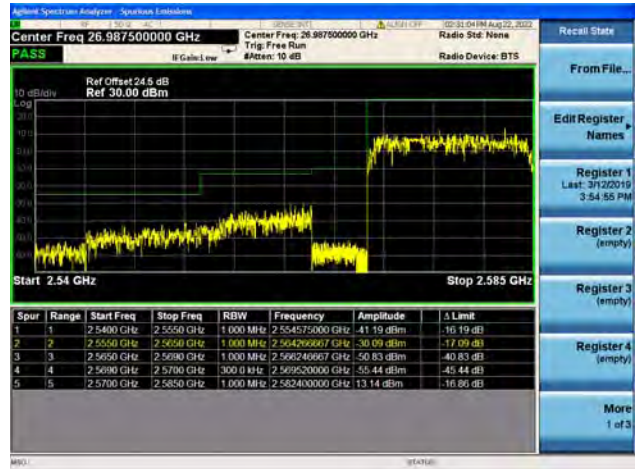 Agilent Spectrum Analyzer - Spurious Emissions
RF 50 Ω AC SENSE:INT ALIGN OFF 02:31:04 PM Aug 22, 2022
Center Freq 26.987500000 GHz
Center Freq: 26.987500000 GHz
Radio Std: None
Trig: Free Run
PASS
IFGain:Low
#Atten: 10 dB
Radio Device: BTS
Ref Offset 24.5 dB
10 dB/div Ref 30.00 dBm
Log
Start 2.54 GHz
Stop 2.585 GHz
Spur Range Start Freq Stop Freq RBW Frequency Amplitude Δ Limit
1 1 2.5400 GHz 2.5550 GHz 1.000 MHz 2.554575000 GHz -41.19 dBm -16.19 dB
2 2 2.5550 GHz 2.5650 GHz 1.000 MHz 2.564266667 GHz -30.09 dBm -17.09 dB
3 3 2.5650 GHz 2.5690 GHz 1.000 MHz 2.566246667 GHz -50.83 dBm -40.83 dB
4 4 2.5690 GHz 2.5700 GHz 300.0 kHz 2.569520000 GHz -55.44 dBm -45.44 dB
5 5 2.5700 GHz 2.5850 GHz 1.000 MHz 2.582400000 GHz 13.14 dBm -16.86 dB
MSG
STATUS
Recall State
From File...
Edit Register
Names
Register 1
Last: 3/12/2019
3:54:55 PM
Register 2
(empty)
Register 3
(empty)
Register 4
(empty)
More
1 of 3